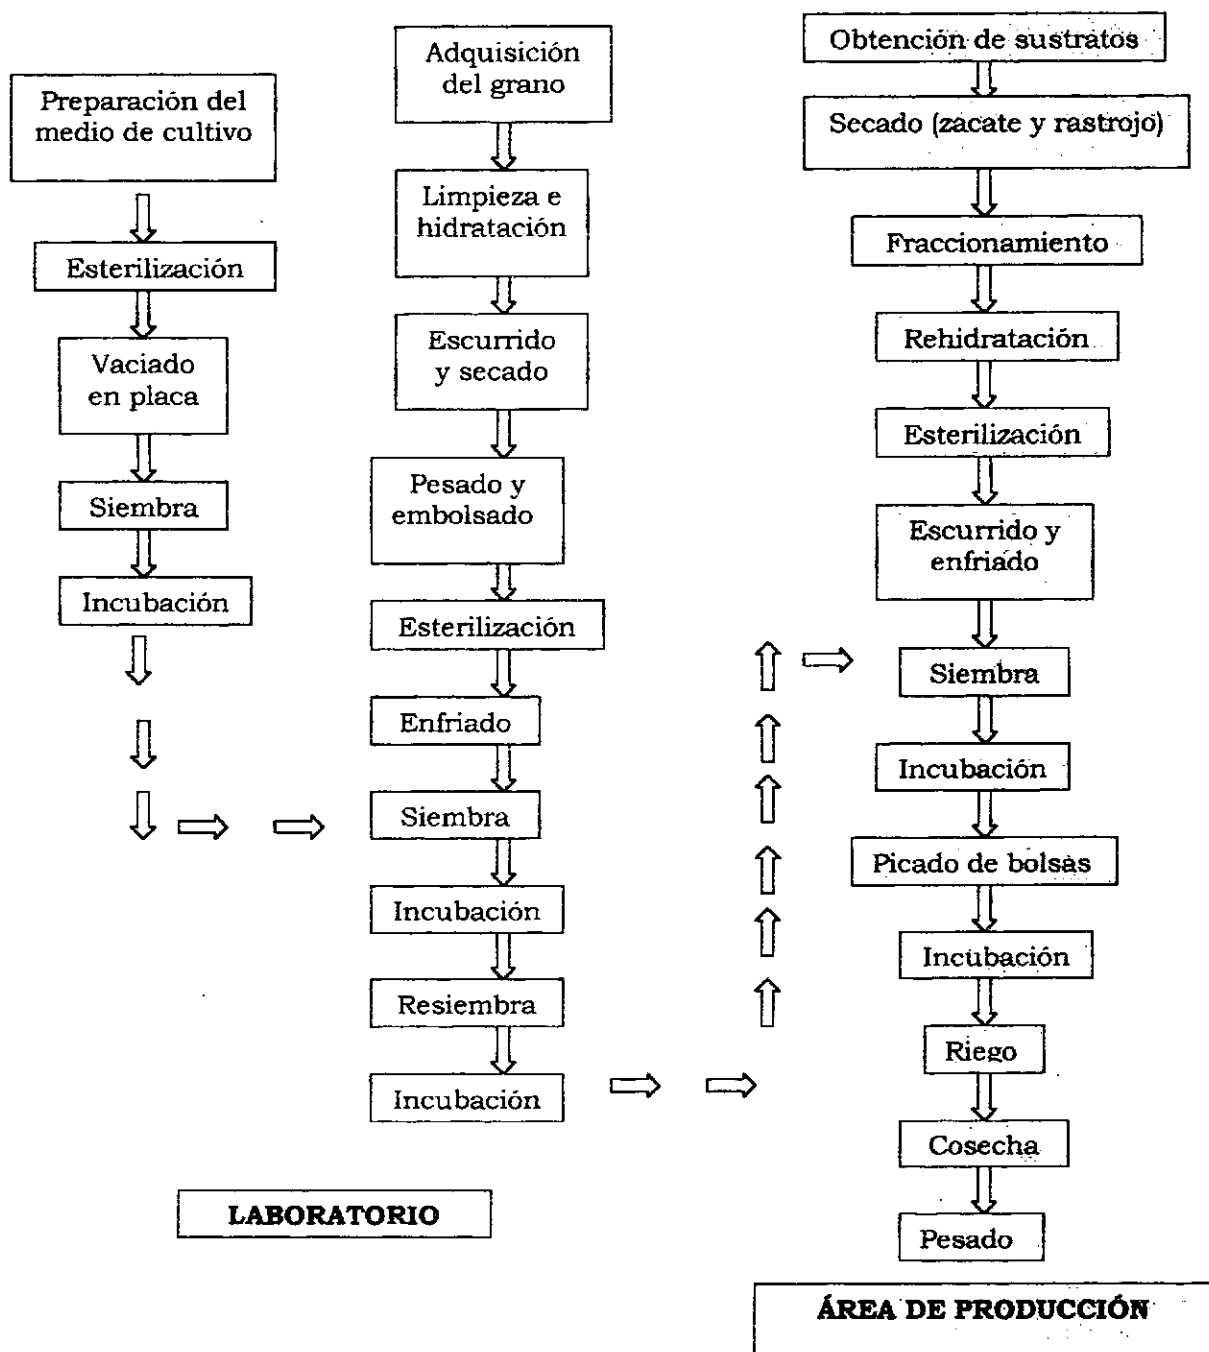 Preparación del
medio de cultivo
Esterilización
Vaciado
en placa
Siembra
Incubación
Adquisición
del grano
Limpieza e
hidratación
Escurrido
y secado
Pesado y
embolsado
Esterilización
Enfriado
Siembra
Incubación
Resiembra
Incubación
LABORATORIO
Obtención de sustratos
Secado (zacate y rastrojo)
Fraccionamiento
Rehidratación
Esterilización
Escurrido y
enfriado
Siembra
Incubación
Picado de bolsas
Incubación
Riego
Cosecha
Pesado
ÁREA DE PRODUCCIÓN